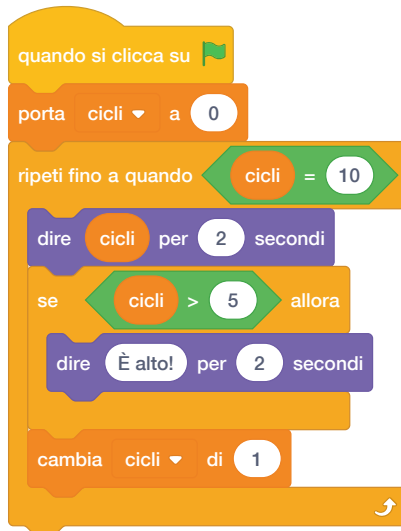 quando si clicca su
porta cicli a 0
ripeti fino a quando cicli = 10
dire cicli per 2 secondi
se cicli > 5 allora
dire È alto! per 2 secondi
cambia cicli di 1